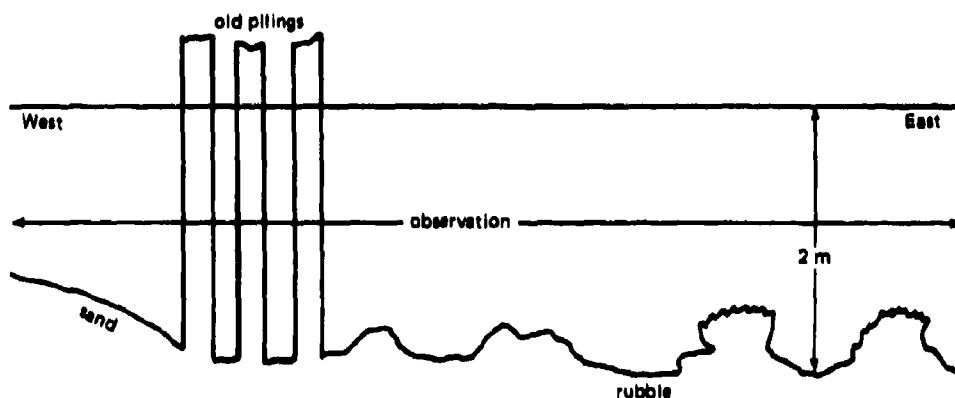 old pilings
West
East
observation
2 m
sand
rubble